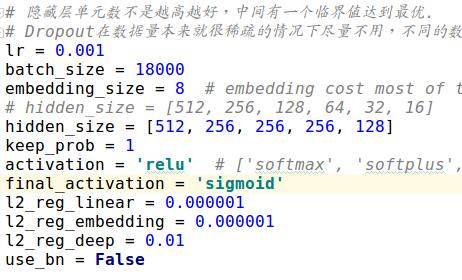 # 隐藏层单元数不是越高越好，中间有一个临界值达到最优.
# Dropout在数据量本来就很稀疏的情况下尽量不用，不同的数
lr = 0.001
batch_size = 18000
embedding_size = 8  # embedding cost most of t
# hidden_size = [512, 256, 128, 64, 32, 16]
hidden_size = [512, 256, 256, 256, 128]
keep_prob = 1
activation = 'relu'  # ['softmax', 'softplus',
final_activation = 'sigmoid'
l2_reg_linear = 0.000001
l2_reg_embedding = 0.000001
l2_reg_deep = 0.01
use_bn = False